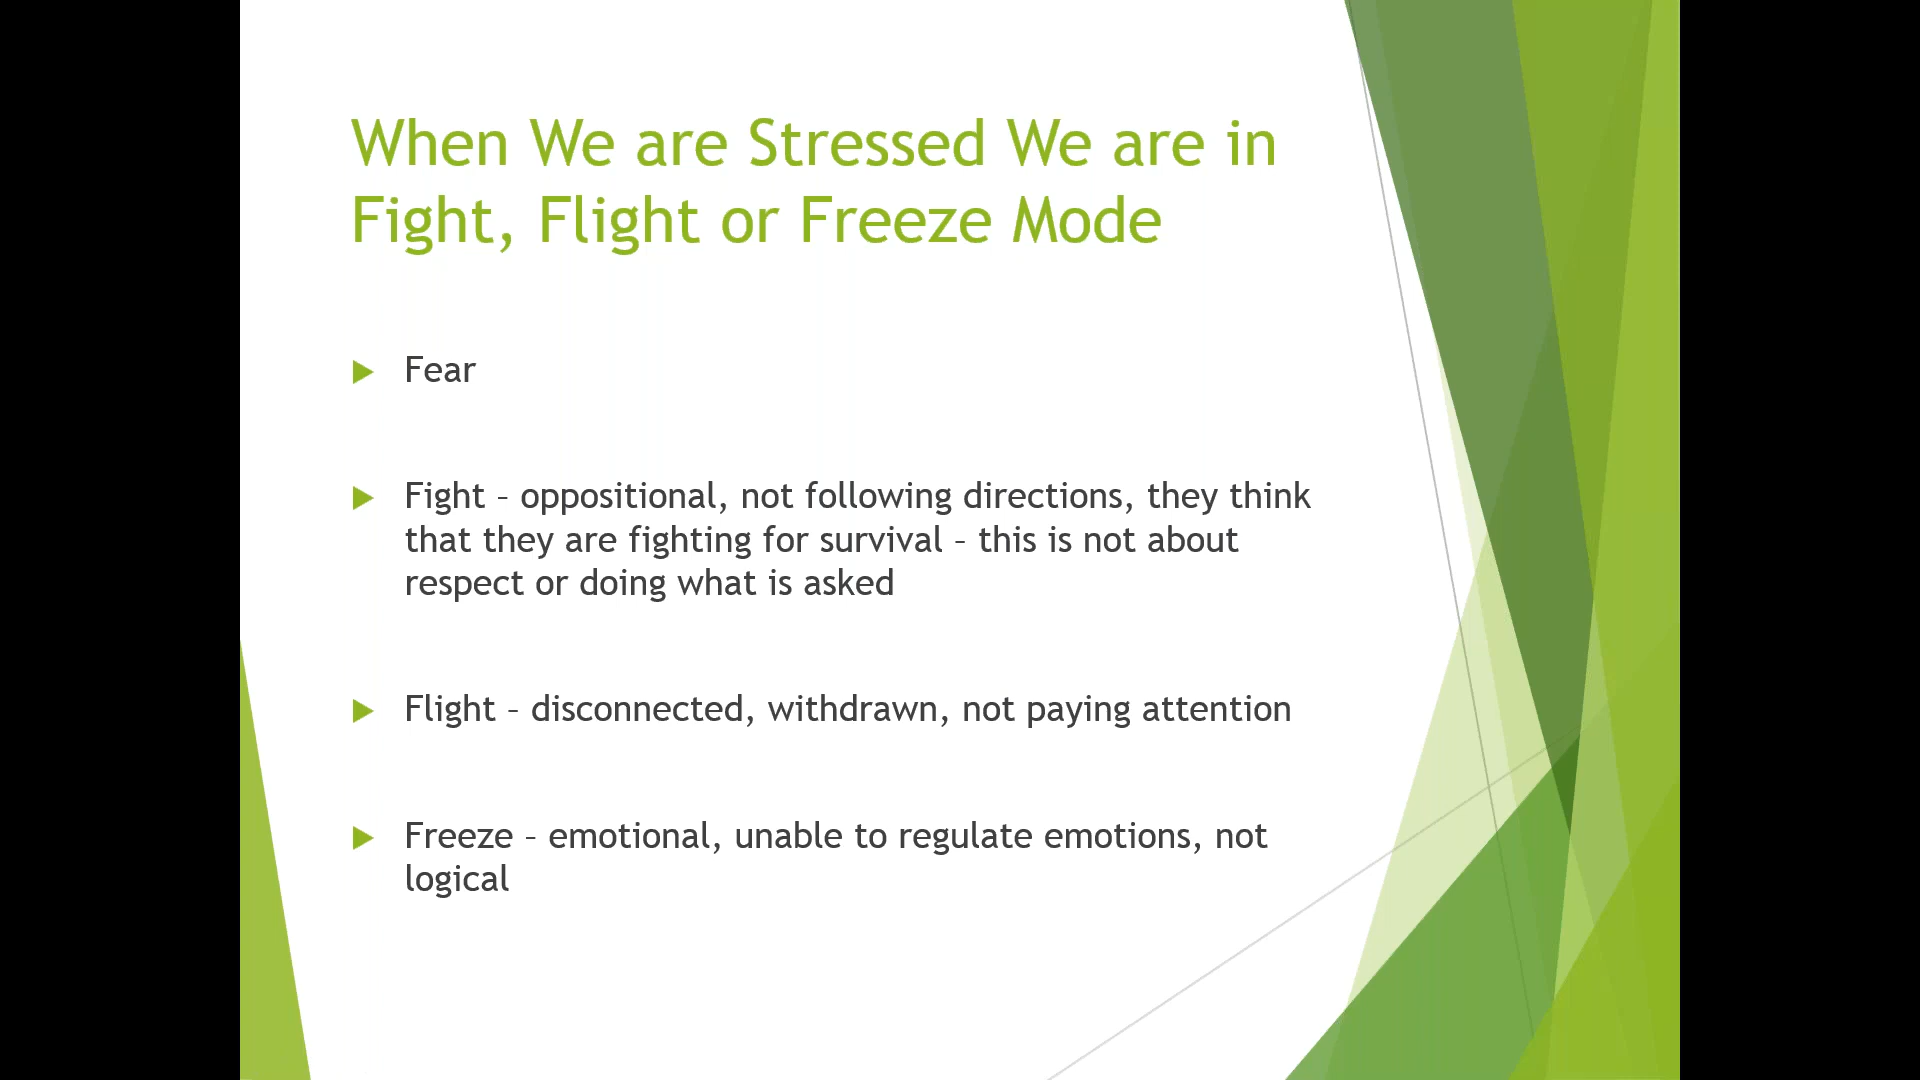 When We are Stressed We are in
Fight, Flight or Freeze Mode
Fear
Fight – oppositional, not following directions, they think
that they are fighting for survival – this is not about
respect or doing what is asked
Flight – disconnected, withdrawn, not paying attention
Freeze – emotional, unable to regulate emotions, not
logical